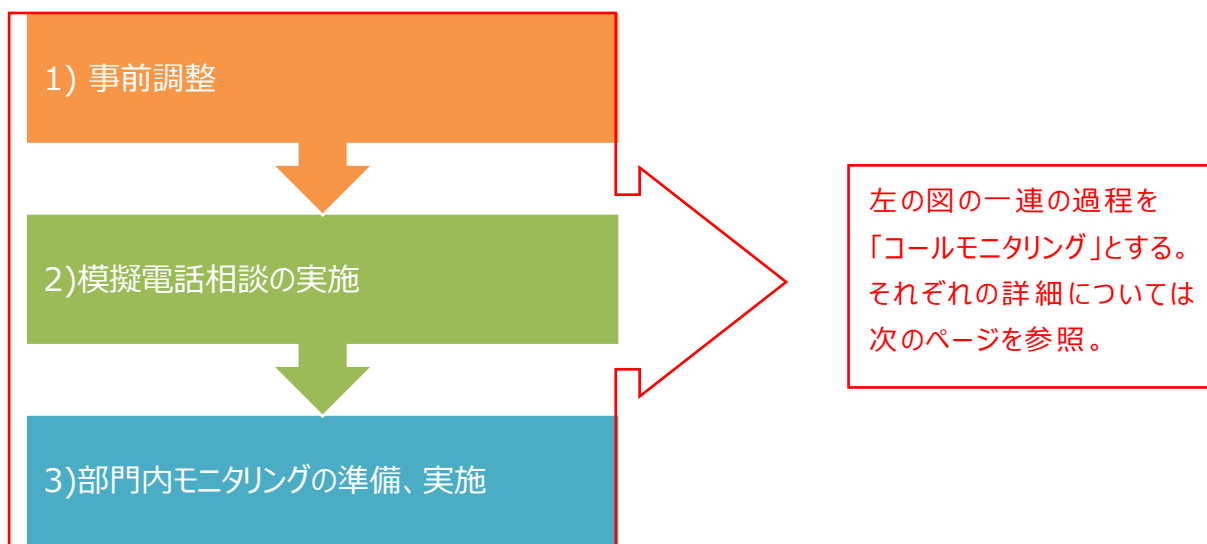 1) 事前調整
2)模擬電話相談の実施
3)部門内モニタリングの準備、実施
左の図の一連の過程を
「コールモニタリング」とする。
それぞれの詳細については
次のページを参照。